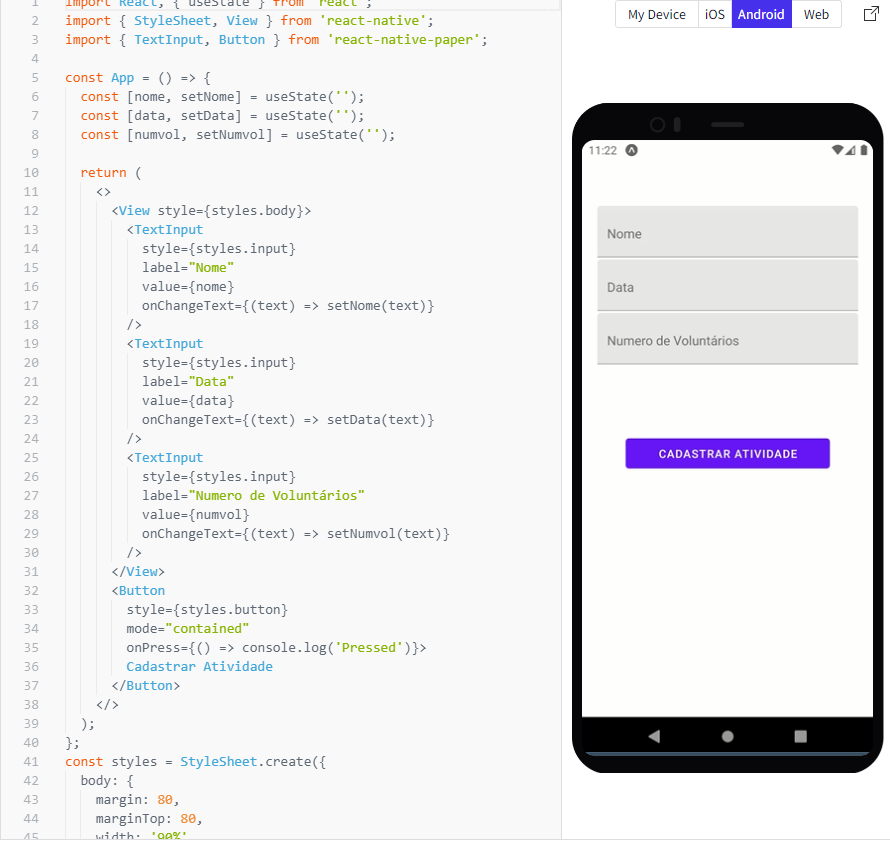 1 import React, { useState } from 'react';
2 import { StyleSheet, View } from 'react-native';
3 import { TextInput, Button } from 'react-native-paper';
4
5 const App = () => {
6 const [nome, setNome] = useState('');
7 const [data, setData] = useState('');
8 const [numvol, setNumvol] = useState('');
9
10 return (
11 <>
12 <View style={styles.body}>
13 <TextInput
14 style={styles.input}
15 label="Nome"
16 value={nome}
17 onChangeText={(text) => setNome(text)}
18 />
19 <TextInput
20 style={styles.input}
21 label="Data"
22 value={data}
23 onChangeText={(text) => setData(text)}
24 />
25 <TextInput
26 style={styles.input}
27 label="Numero de Voluntários"
28 value={numvol}
29 onChangeText={(text) => setNumvol(text)}
30 />
31 </View>
32 <Button
33 style={styles.button}
34 mode="contained"
35 onPress={() => console.log('Pressed')}>
36 Cadastrar Atividade
37 </Button>
38 </>
39 );
40 };
41 const styles = StyleSheet.create({
42 body: {
43 margin: 80,
44 marginTop: 80,
45 width: '90%'
My Device iOS Android Web
11:22
Nome
Data
Numero de Voluntários
CADASTRAR ATIVIDADE